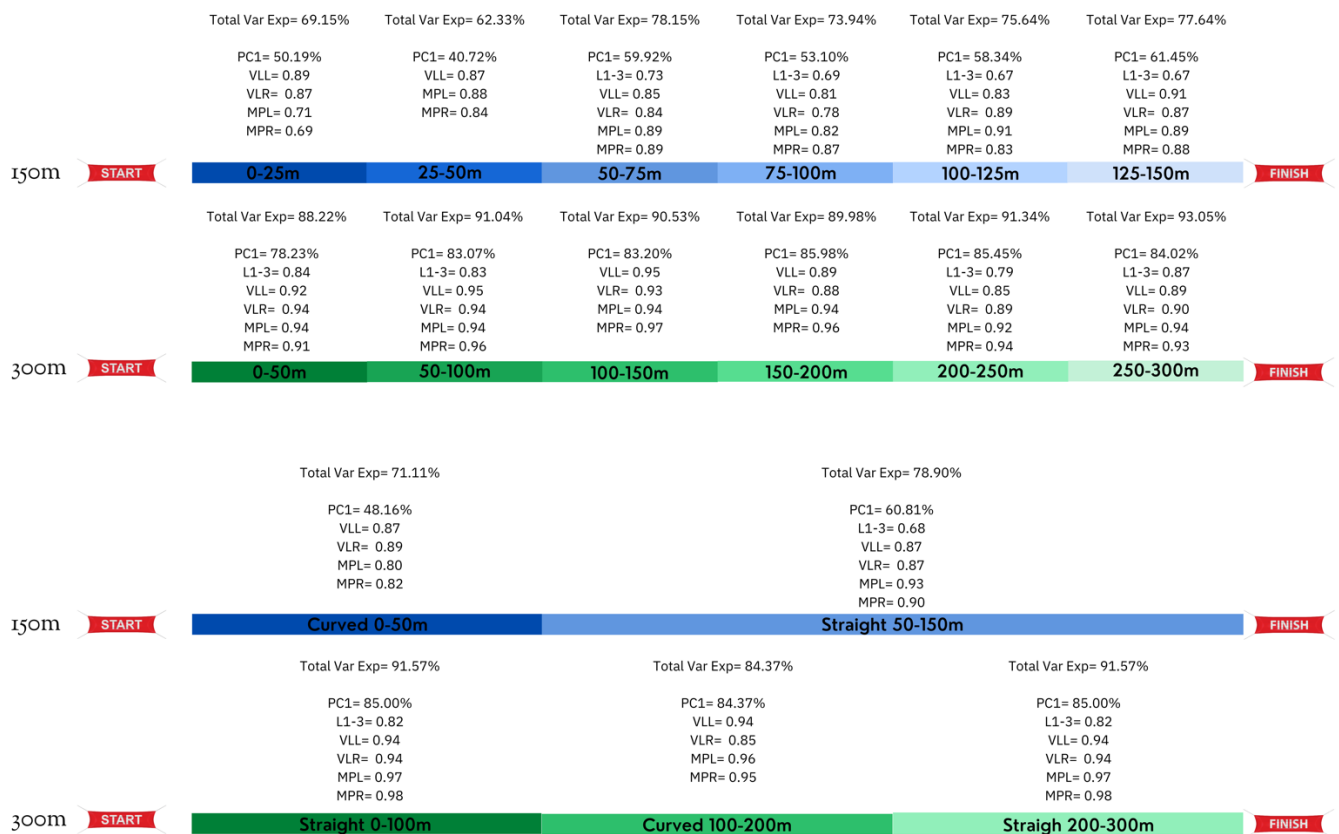 Total Var Exp= 69.15% Total Var Exp= 62.33% Total Var Exp= 78.15% Total Var Exp= 73.94% Total Var Exp= 75.64% Total Var Exp= 77.64%
PC1= 50.19% PC1= 40.72% PC1= 59.92% PC1= 53.10% PC1= 58.34% PC1= 61.45%
VLL= 0.89 VLL= 0.87 L1-3= 0.73 L1-3= 0.69 L1-3= 0.67 L1-3= 0.67
VLR= 0.87 MPL= 0.88 VLL= 0.85 VLL= 0.81 VLL= 0.83 VLL= 0.91
MPL= 0.71 MPR= 0.84 VLR= 0.84 VLR= 0.78 VLR= 0.89 VLR= 0.87
MPR= 0.69 MPL= 0.89 MPL= 0.82 MPL= 0.91 MPL= 0.89
MPR= 0.89 MPR= 0.87 MPR= 0.83 MPR= 0.88
150m START 0-25m 25-50m 50-75m 75-100m 100-125m 125-150m FINISH
Total Var Exp= 88.22% Total Var Exp= 91.04% Total Var Exp= 90.53% Total Var Exp= 89.98% Total Var Exp= 91.34% Total Var Exp= 93.05%
PC1= 78.23% PC1= 83.07% PC1= 83.20% PC1= 85.98% PC1= 85.45% PC1= 84.02%
L1-3= 0.84 L1-3= 0.83 VLL= 0.95 VLL= 0.89 L1-3= 0.79 L1-3= 0.87
VLL= 0.92 VLL= 0.95 VLR= 0.93 VLR= 0.88 VLL= 0.85 VLL= 0.89
VLR= 0.94 VLR= 0.94 MPL= 0.94 MPL= 0.94 VLR= 0.89 VLR= 0.90
MPL= 0.94 MPL= 0.94 MPR= 0.97 MPR= 0.96 MPL= 0.92 MPL= 0.94
MPR= 0.91 MPR= 0.96 MPR= 0.94 MPR= 0.93
300m START 0-50m 50-100m 100-150m 150-200m 200-250m 250-300m FINISH
Total Var Exp= 71.11% Total Var Exp= 78.90%
PC1= 48.16% PC1= 60.81%
VLL= 0.87 L1-3= 0.68
VLR= 0.89 VLL= 0.87
MPL= 0.80 VLR= 0.87
MPR= 0.82 MPL= 0.93
MPR= 0.90
150m START Curved 0-50m Straight 50-150m FINISH
Total Var Exp= 91.57% Total Var Exp= 84.37% Total Var Exp= 91.57%
PC1= 85.00% PC1= 84.37% PC1= 85.00%
L1-3= 0.82 VLL= 0.94 L1-3= 0.82
VLL= 0.94 VLR= 0.85 VLL= 0.94
VLR= 0.94 MPL= 0.96 VLR= 0.94
MPL= 0.97 MPR= 0.95 MPL= 0.97
MPR= 0.98 MPR= 0.98
300m START Straight 0-100m Curved 100-200m Straigh 200-300m FINISH